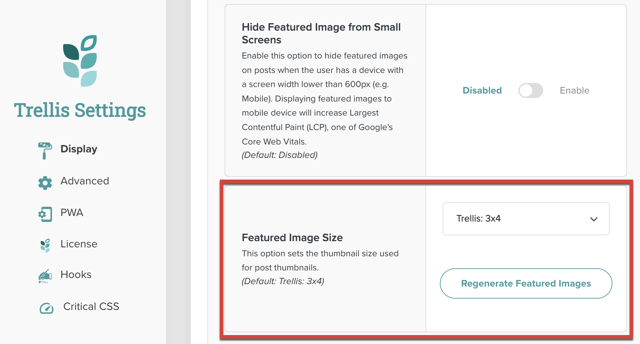 Trellis Settings
Display
Advanced
PWA
License
Hooks
Critical CSS
Hide Featured Image from Small
Screens
Enable this option to hide featured images
on posts when the user has a device with
a screen width lower than 600px (e.g.
Mobile). Displaying featured images to
mobile device will increase Largest
Contentful Paint (LCP), one of Google's
Core Web Vitals.
(Default: Disabled)
Disabled Enable
Featured Image Size
This option sets the thumbnail size used
for post thumbnails.
(Default: Trellis: 3x4)
Trellis: 3x4
Regenerate Featured Images